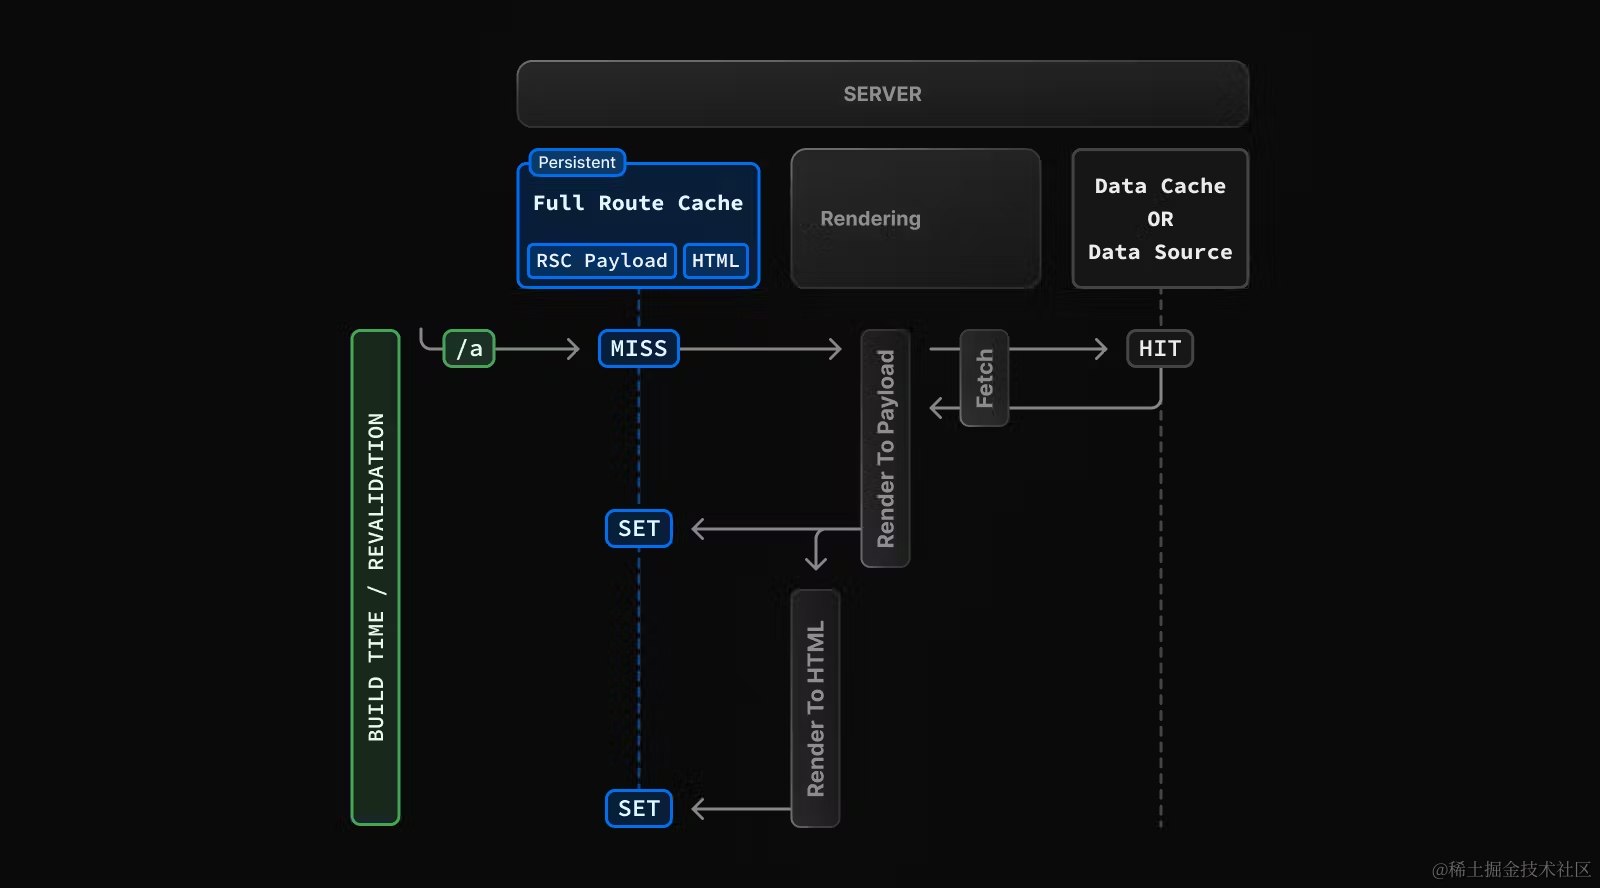 SERVER
Persistent
Full Route Cache
RSC Payload
HTML
Rendering
Data Cache
OR
Data Source
/a
MISS
HIT
Fetch
Render To Payload
BUILD TIME / REVALIDATION
SET
Render To HTML
SET
@稀土掘金技术社区